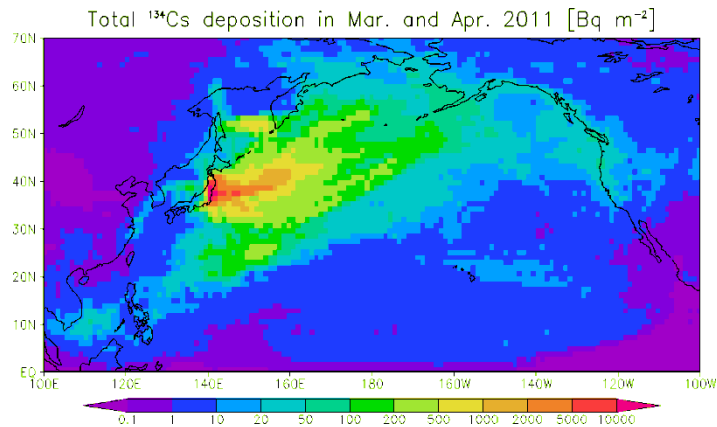 Total ¹³⁴Cs deposition in Mar. and Apr. 2011 [Bq m⁻²]
70N
60N
50N
40N
30N
20N
10N
EQ
100E 120E 140E 160E 180 160W 140W 120W 100W
0.1 1 10 20 50 100 200 500 1000 2000 5000 10000